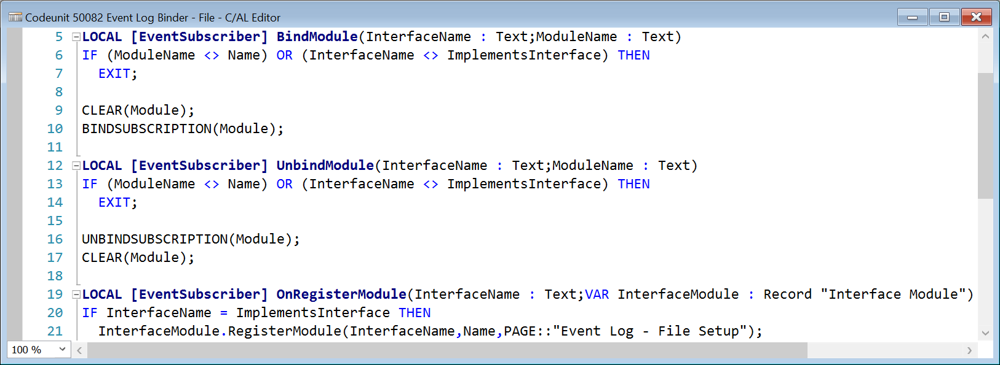 Codeunit 50082 Event Log Binder - File - C/AL Editor
5 LOCAL [EventSubscriber] BindModule(InterfaceName : Text;ModuleName : Text)
6 IF (ModuleName <> Name) OR (InterfaceName <> ImplementsInterface) THEN
7   EXIT;
8
9 CLEAR(Module);
10 BINDSUBSCRIPTION(Module);
11
12 LOCAL [EventSubscriber] UnbindModule(InterfaceName : Text;ModuleName : Text)
13 IF (ModuleName <> Name) OR (InterfaceName <> ImplementsInterface) THEN
14   EXIT;
15
16 UNBINDSUBSCRIPTION(Module);
17 CLEAR(Module);
18
19 LOCAL [EventSubscriber] OnRegisterModule(InterfaceName : Text;VAR InterfaceModule : Record "Interface Module")
20 IF InterfaceName = ImplementsInterface THEN
21   InterfaceModule.RegisterModule(InterfaceName,Name,PAGE::"Event Log - File Setup");
100 %